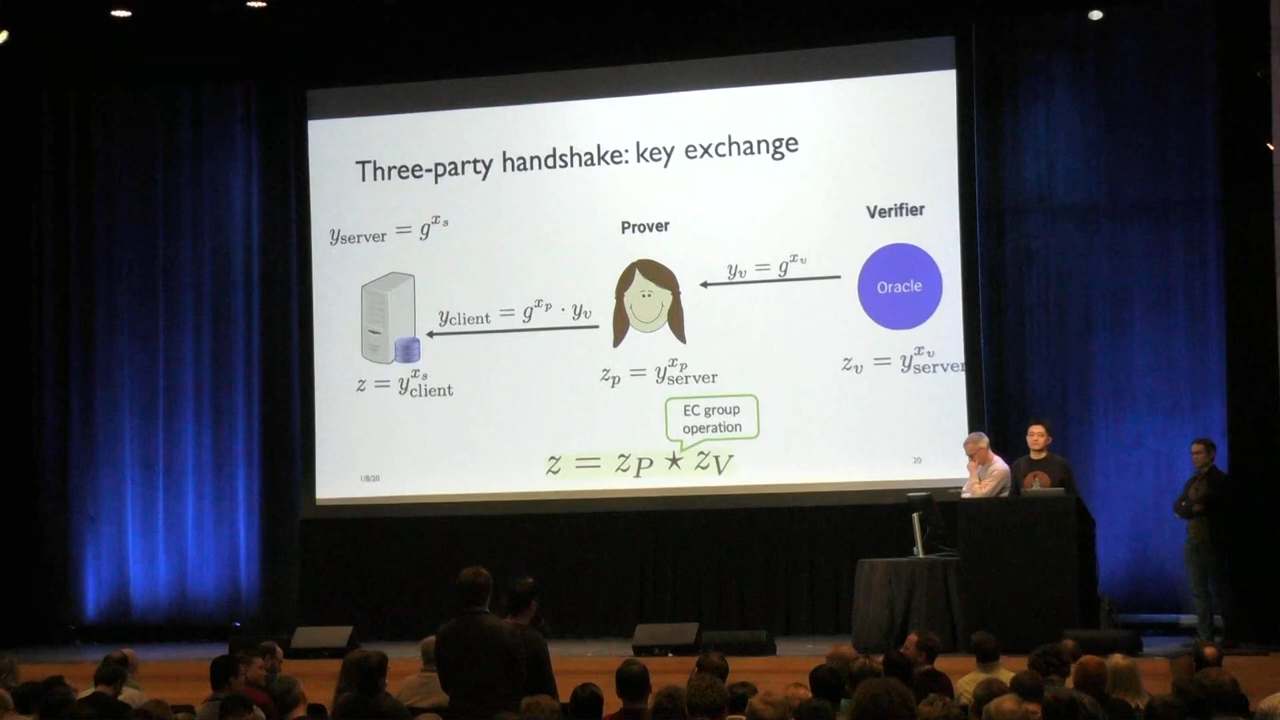 Three-party handshake: key exchange
y_server = g^{x_s}
Prover
Verifier
y_v = g^{x_v}
Oracle
y_client = g^{x_p} · y_v
z = y_client^{x_s}
z_p = y_server^{x_p}
z_v = y_server^{x_v}
EC group
operation
z = z_P ★ z_V
1/8/20
20